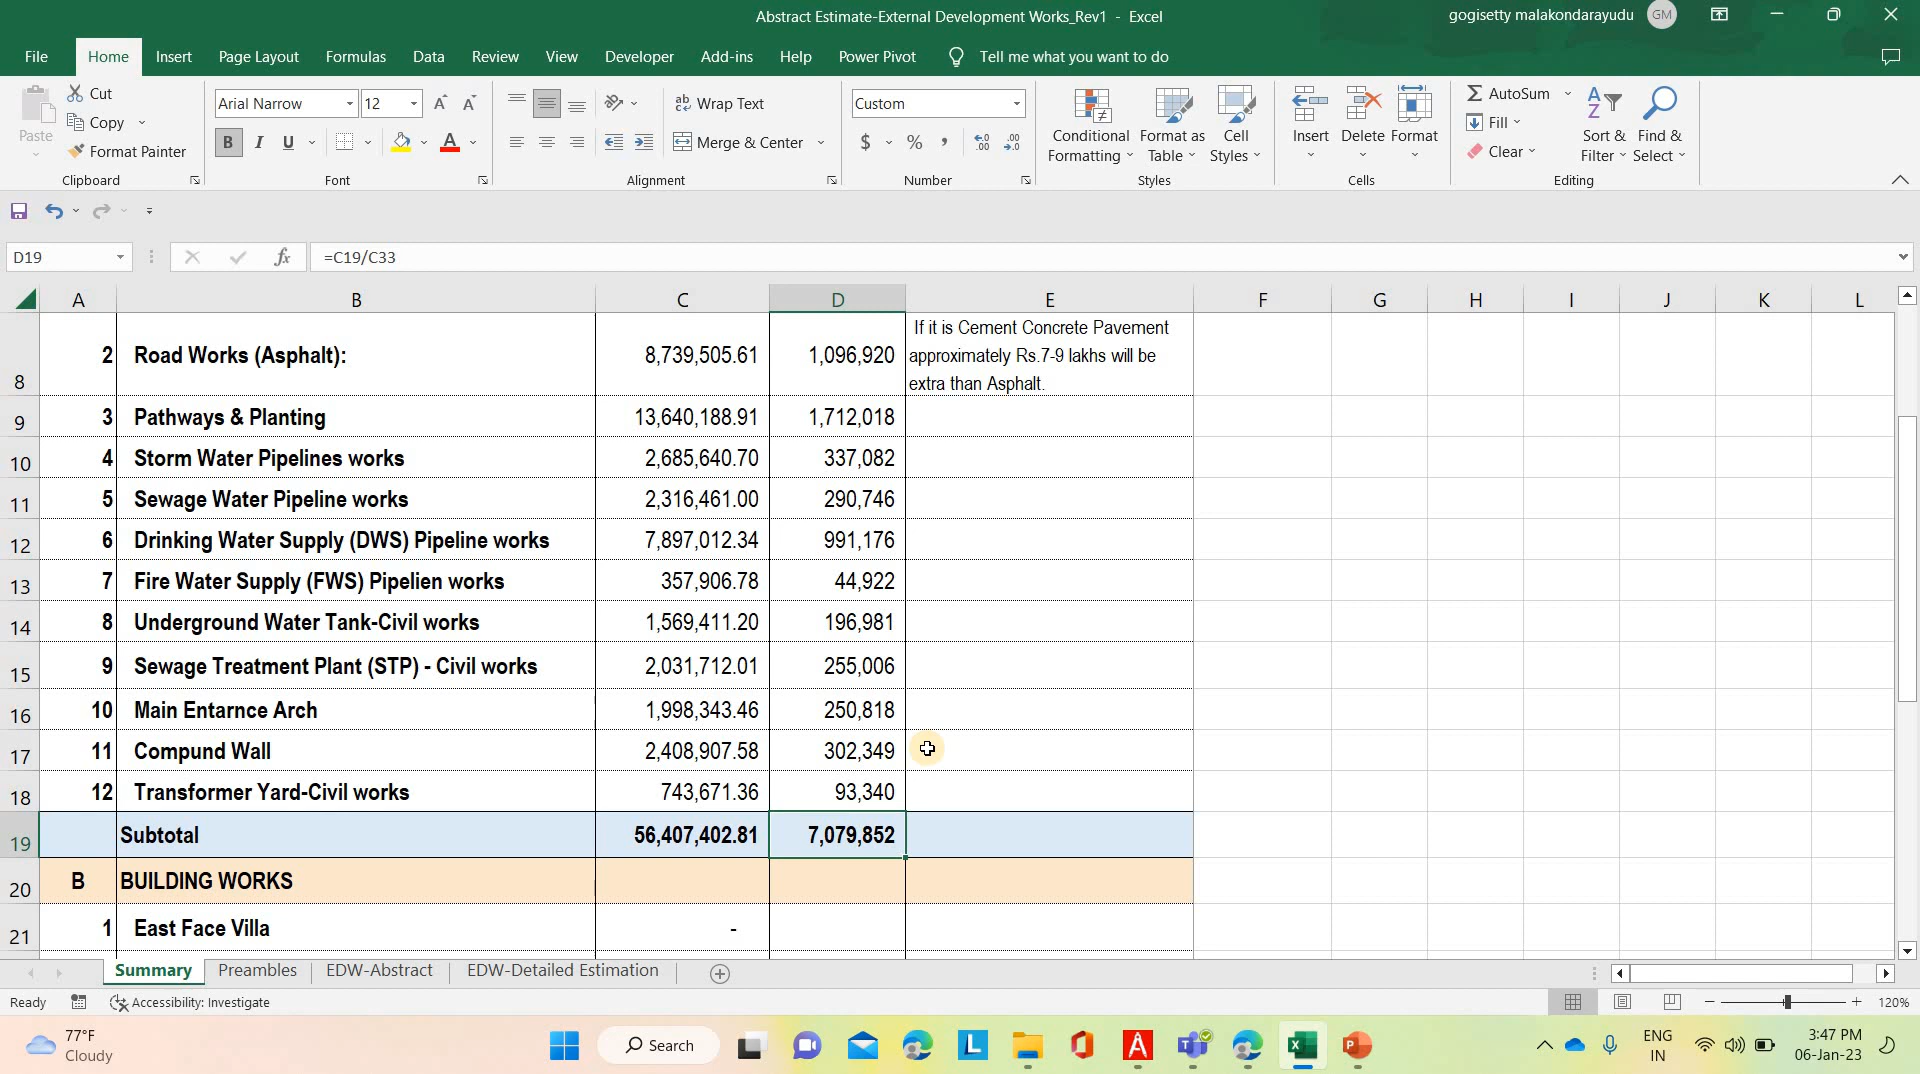 Abstract Estimate-External Development Works_Rev1 - Excel
gogisetty malakondarayudu GM
File Home Insert Page Layout Formulas Data Review View Developer Add-ins Help Power Pivot Tell me what you want to do
Paste
Cut
Copy
Format Painter
Clipboard
Arial Narrow 12
B I U
Font
ab Wrap Text
Merge & Center
Alignment
Custom
$ % ,
Number
Conditional Formatting
Format as Table
Cell Styles
Styles
Insert Delete Format
Cells
AutoSum
Fill
Clear
Sort & Filter
Find & Select
Editing
D19 fx =C19/C33
A B C D E F G H I J K L
8 2 Road Works (Asphalt): 8,739,505.61 1,096,920 If it is Cement Concrete Pavement
approximately Rs.7-9 lakhs will be
extra than Asphalt.
9 3 Pathways & Planting 13,640,188.91 1,712,018
10 4 Storm Water Pipelines works 2,685,640.70 337,082
11 5 Sewage Water Pipeline works 2,316,461.00 290,746
12 6 Drinking Water Supply (DWS) Pipeline works 7,897,012.34 991,176
13 7 Fire Water Supply (FWS) Pipelien works 357,906.78 44,922
14 8 Underground Water Tank-Civil works 1,569,411.20 196,981
15 9 Sewage Treatment Plant (STP) - Civil works 2,031,712.01 255,006
16 10 Main Entarnce Arch 1,998,343.46 250,818
17 11 Compund Wall 2,408,907.58 302,349
18 12 Transformer Yard-Civil works 743,671.36 93,340
19 Subtotal 56,407,402.81 7,079,852
20 B BUILDING WORKS
21 1 East Face Villa -
Summary Preambles EDW-Abstract EDW-Detailed Estimation
Ready Accessibility: Investigate 120%
77°F
Cloudy
Search
ENG
IN
3:47 PM
06-Jan-23